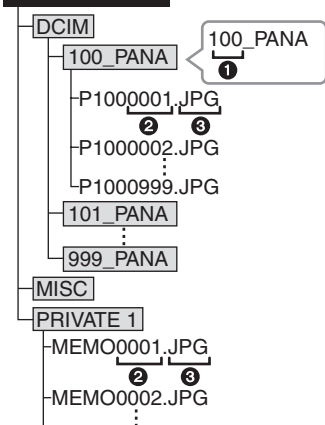 DCIM
100_PANA
100_PANA
❶
P1000001.JPG
❷ ❸
P1000002.JPG
P1000999.JPG
101_PANA
999_PANA
MISC
PRIVATE 1
MEMO0001.JPG
❷ ❸
MEMO0002.JPG